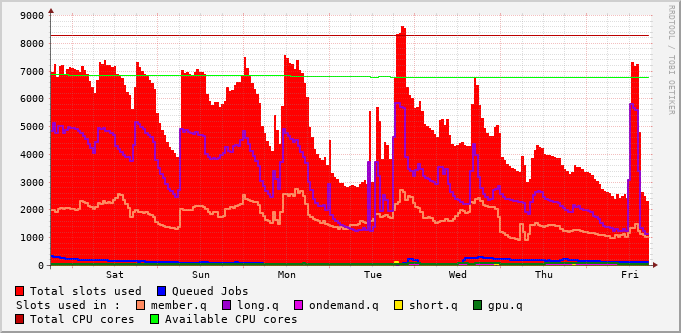 9000
8000
7000
6000
5000
4000
3000
2000
1000
0
Sat Sun Mon Tue Wed Thu Fri
RRDTOOL / TOBI OETIKER
Total slots used Queued Jobs
Slots used in : member.q long.q ondemand.q short.q gpu.q
Total CPU cores Available CPU cores